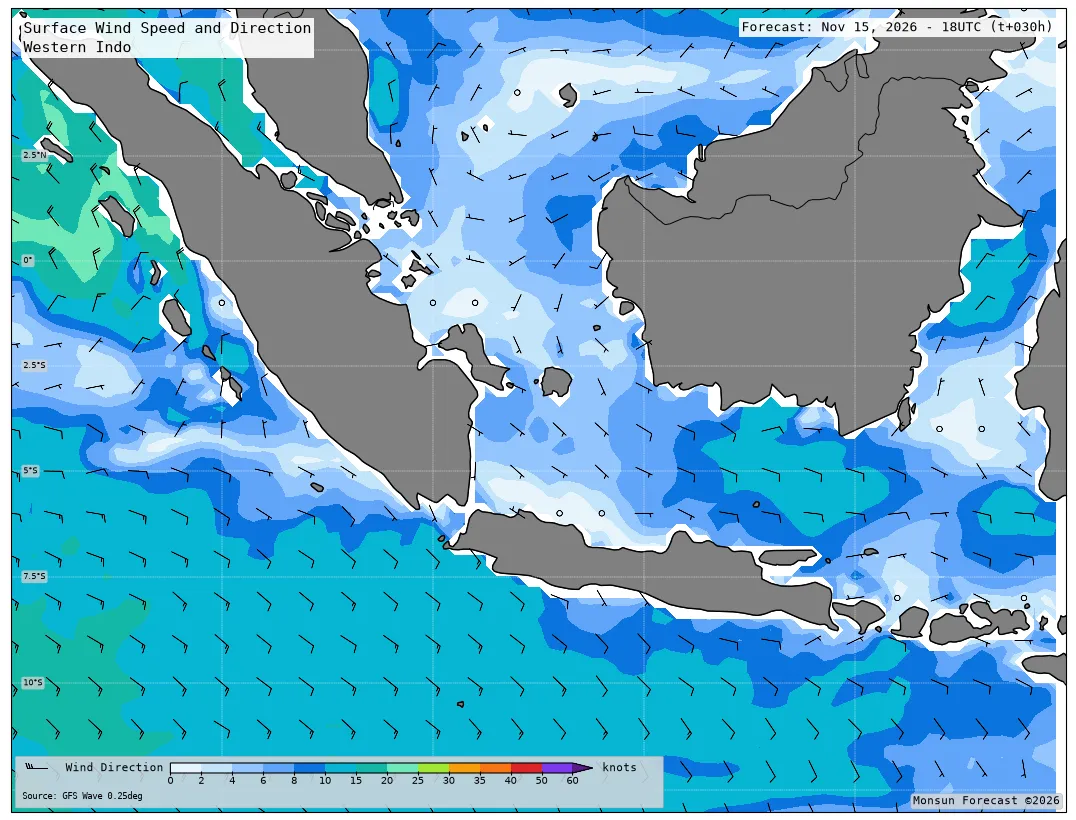 Surface Wind Speed and Direction
Western Indo
Forecast: Nov 15, 2026 - 18UTC (t+030h)
2.5°N
0°
2.5°S
5°S
7.5°S
10°S
Wind Direction
0 2 4 6 8 10 15 20 25 30 35 40 50 60
knots
Source: GFS Wave 0.25deg
Monsun Forecast ©2026